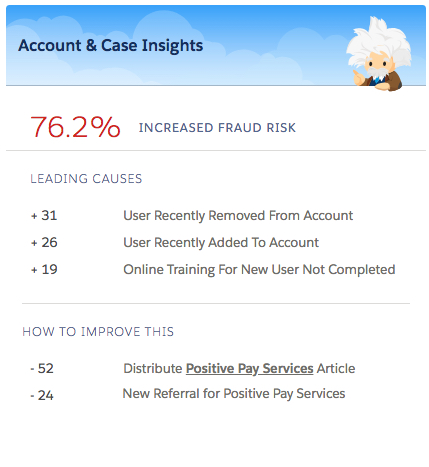 Account & Case Insights
76.2% INCREASED FRAUD RISK
LEADING CAUSES
+ 31 User Recently Removed From Account
+ 26 User Recently Added To Account
+ 19 Online Training For New User Not Completed
HOW TO IMPROVE THIS
- 52 Distribute Positive Pay Services Article
- 24 New Referral for Positive Pay Services